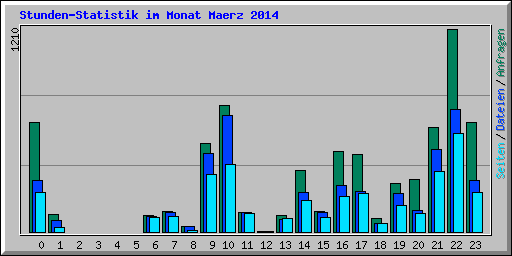 Stunden-Statistik im Monat Maerz 2014
1210
Seiten / Dateien / Anfragen
0 1 2 3 4 5 6 7 8 9 10 11 12 13 14 15 16 17 18 19 20 21 22 23